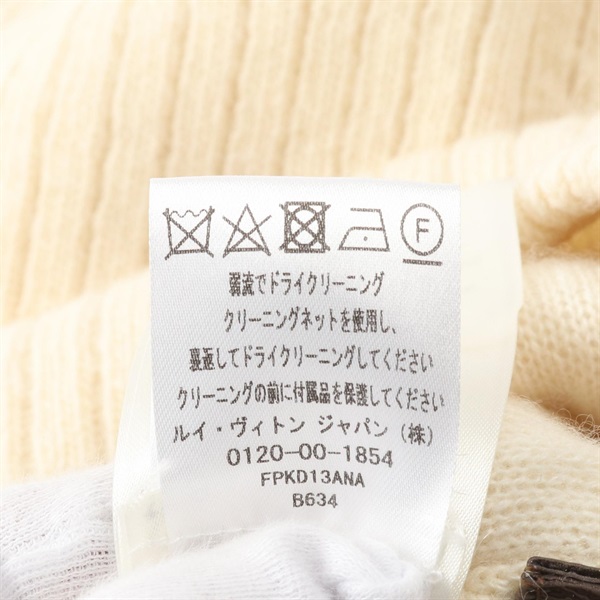 F
弱流でドライクリーニング
クリーニングネットを使用し、
裏返してドライクリーニングしてください
クリーニングの前に付属品を保護してください
ルイ・ヴィトン ジャパン (株)
0120-00-1854
FPKD13ANA
B634